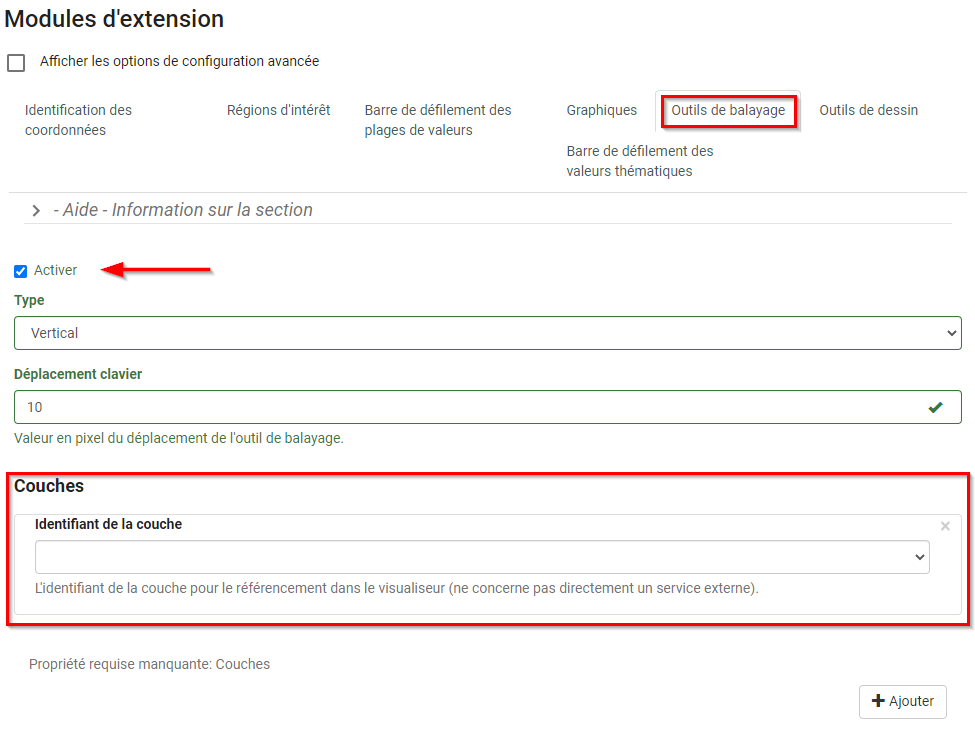 Modules d'extension
Afficher les options de configuration avancée
Identification des
coordonnées
Régions d'intérêt
Barre de défilement des
plages de valeurs
Graphiques
Outils de balayage
Outils de dessin
Barre de défilement des
valeurs thématiques
- Aide - Information sur la section
Activer
Type
Vertical
Déplacement clavier
10
Valeur en pixel du déplacement de l'outil de balayage.
Couches
Identifiant de la couche
L'identifiant de la couche pour le référencement dans le visualiseur (ne concerne pas directement un service externe).
Propriété requise manquante: Couches
Ajouter